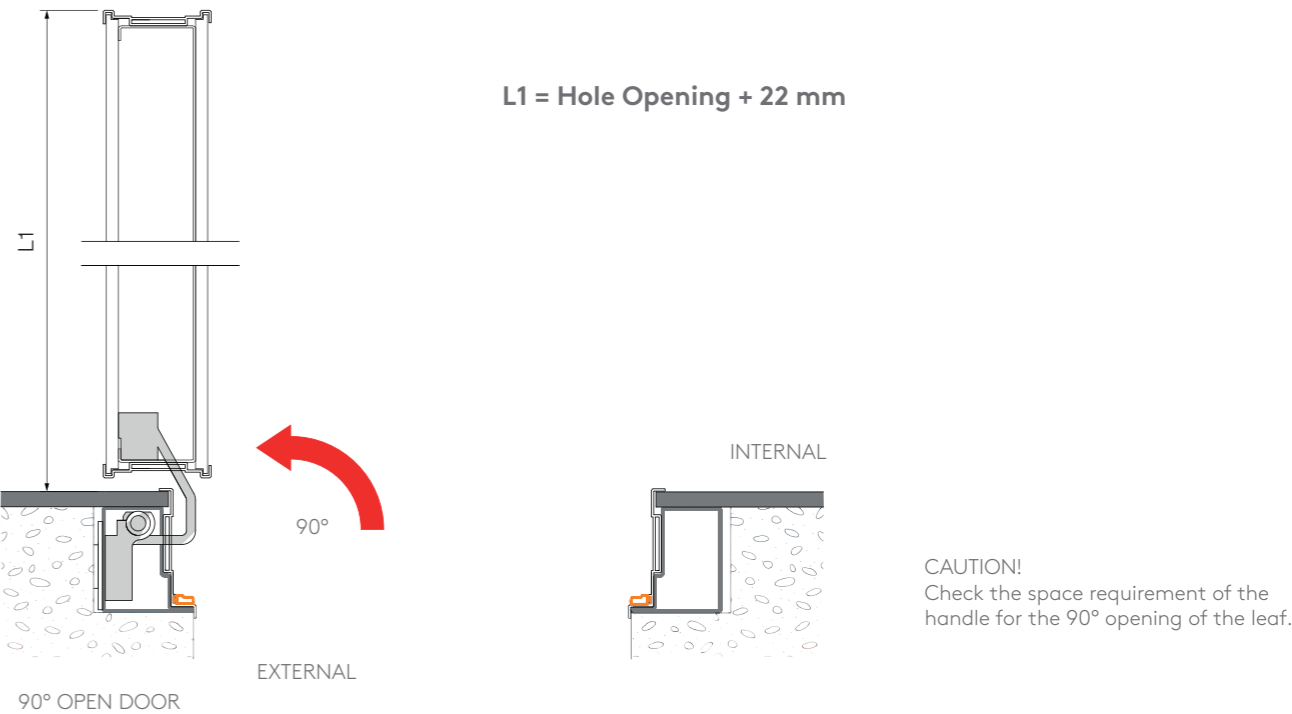 L1 = Hole Opening + 22 mm
L1
INTERNAL
90°
CAUTION!
Check the space requirement of the
handle for the 90° opening of the leaf.
EXTERNAL
90° OPEN DOOR